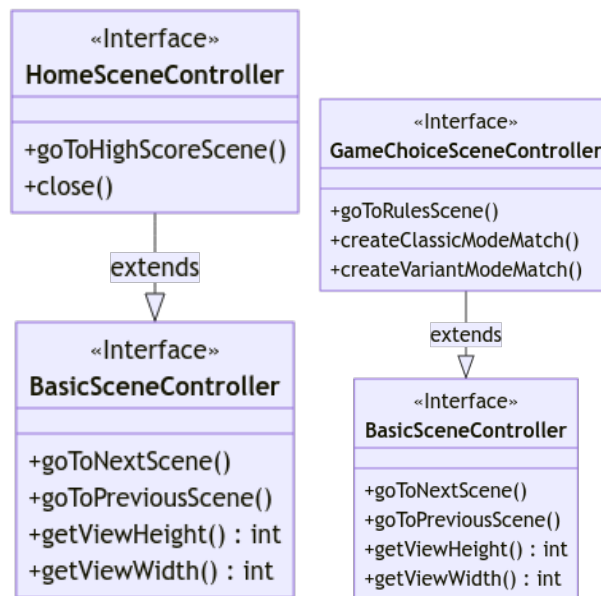 «Interface»
HomeSceneController
+goToHighScoreScene()
+close()
extends
«Interface»
BasicSceneController
+goToNextScene()
+goToPreviousScene()
+getViewHeight() : int
+getViewWidth() : int
«Interface»
GameChoiceSceneController
+goToRulesScene()
+createClassicModeMatch()
+createVariantModeMatch()
extends
«Interface»
BasicSceneController
+goToNextScene()
+goToPreviousScene()
+getViewHeight() : int
+getViewWidth() : int